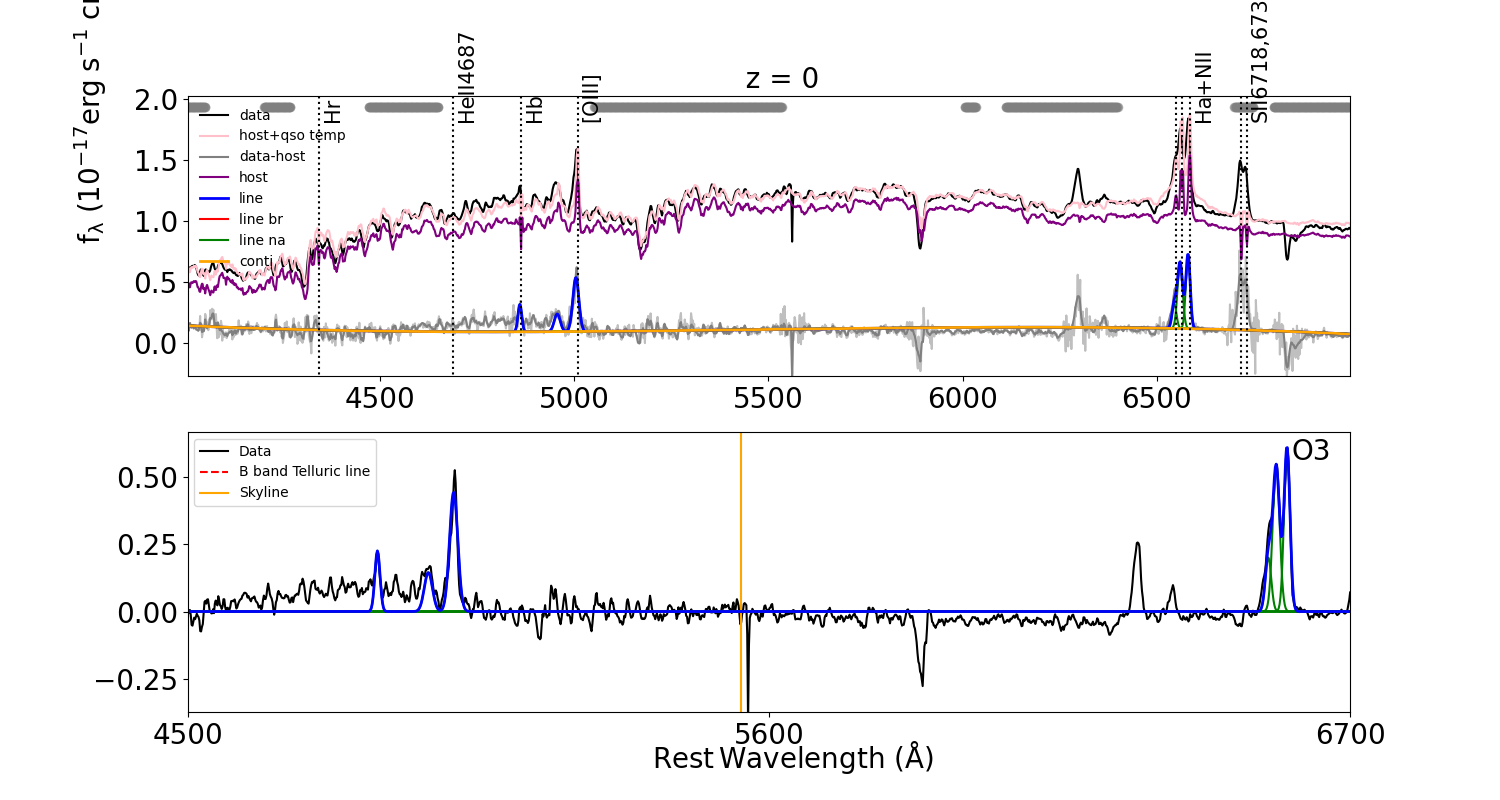 z = 0
fλ (10−17erg s−1 c
Hr
HeII4687
Hb
[OIII]
Ha+NII
SII6718,673
2.0
1.5
1.0
0.5
0.0
data
host+qso temp
data-host
host
line
line br
line na
conti
4500 5000 5500 6000 6500
Data
B band Telluric line
Skyline
O3
0.50
0.25
0.00
−0.25
4500 5600 6700
Rest Wavelength (Å)